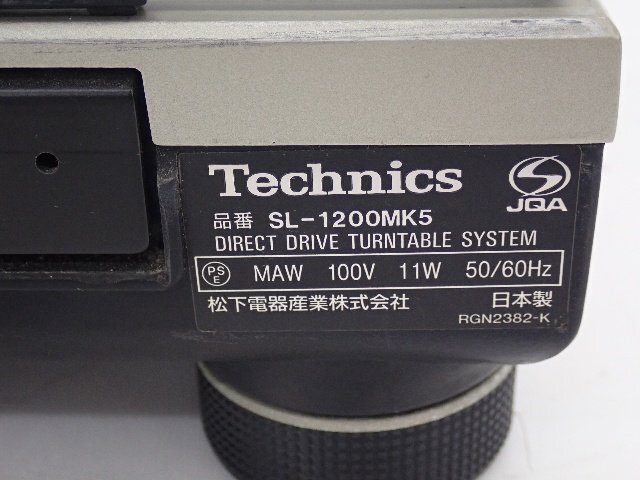 Technics
JQA
品番 SL-1200MK5
DIRECT DRIVE TURNTABLE SYSTEM
PS E MAW 100V 11W 50/60Hz
松下電器産業株式会社 日本製
RGN2382-K